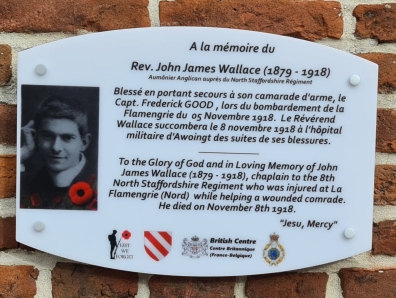 A la mémoire du
Rev. John James Wallace (1879 - 1918)
Aumônier Anglican auprès du North Staffordshire Régiment
Blessé en portant secours à son camarade d'arme, le
Capt. Frederick GOOD , lors du bombardement de la
Flamengrie du 05 Novembre 1918. Le Révérend
Wallace succombera le 8 novembre 1918 à l'hôpital
militaire d'Awoingt des suites de ses blessures.
To the Glory of God and in Loving Memory of John
James Wallace (1879 - 1918), chaplain to the 8th
North Staffordshire Regiment who was injured at La
Flamengrie (Nord) while helping a wounded comrade.
He died on November 8th 1918.
"Jesu, Mercy"
LEST
WE
FORGET
British Centre
Centre Britannique
(France-Belgique)